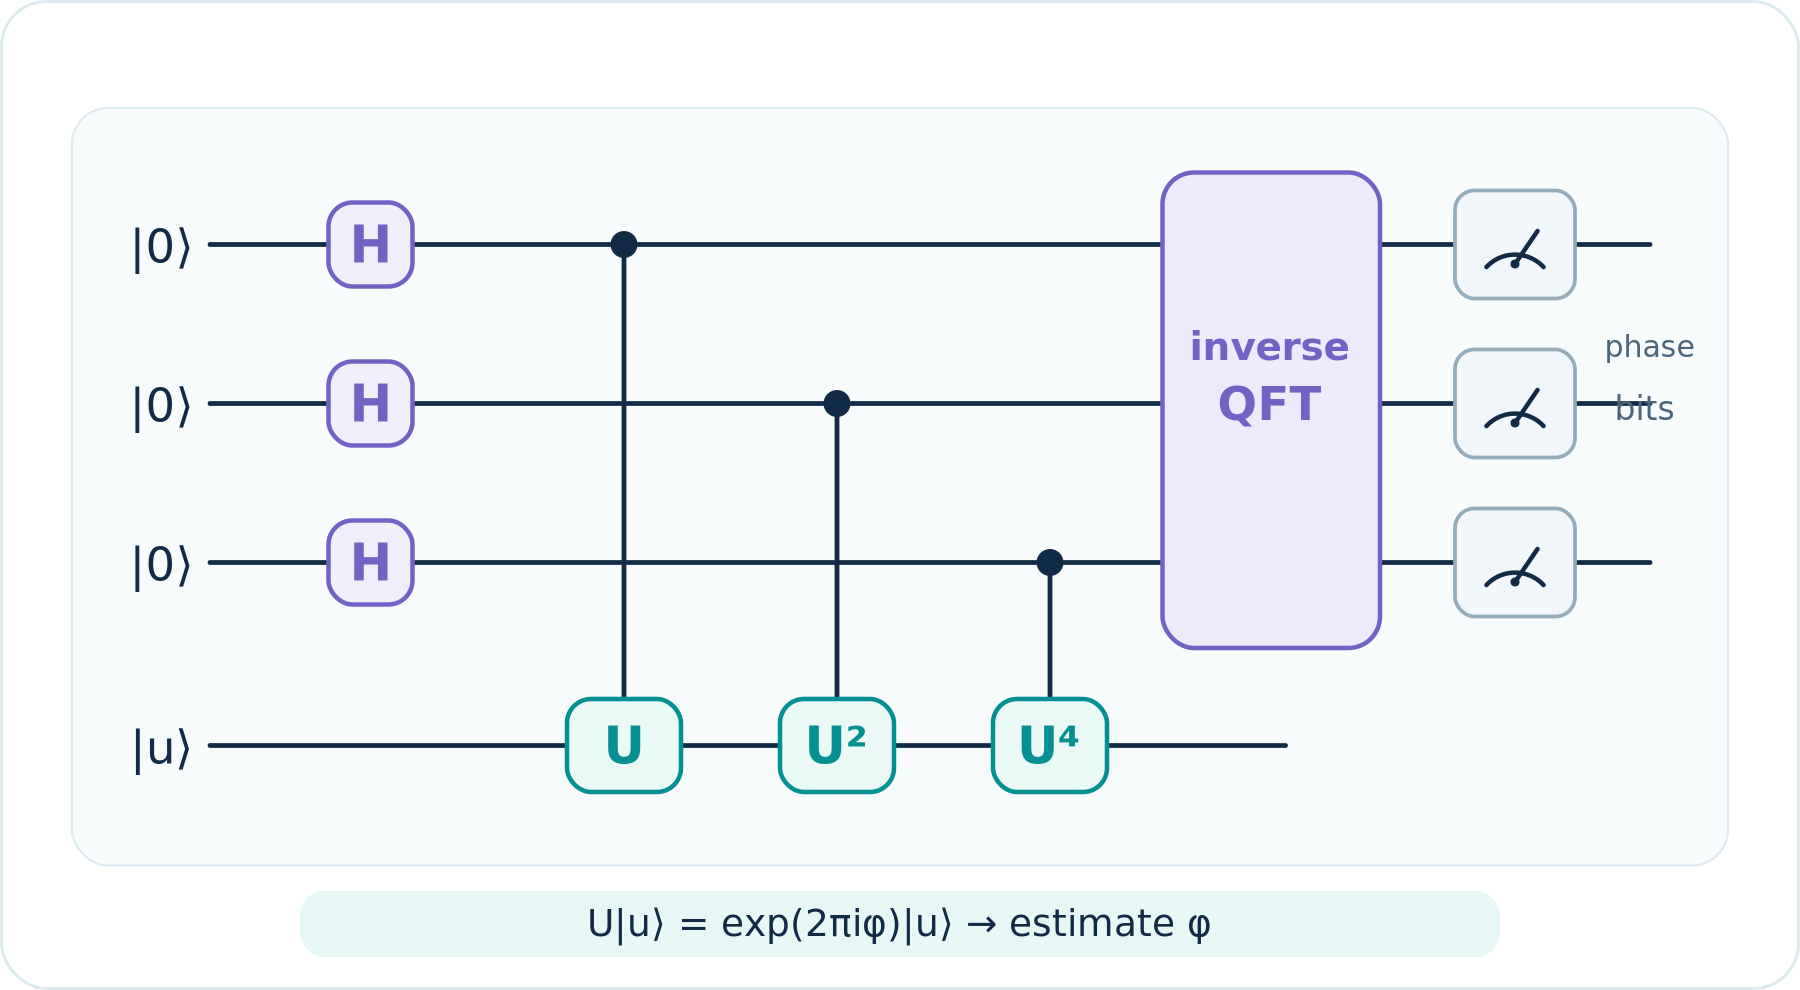 |0⟩ H
inverse
phase
|0⟩ H QFT bits
|0⟩ H
|u⟩ U U² U⁴
U|u⟩ = exp(2πiφ)|u⟩ → estimate φ